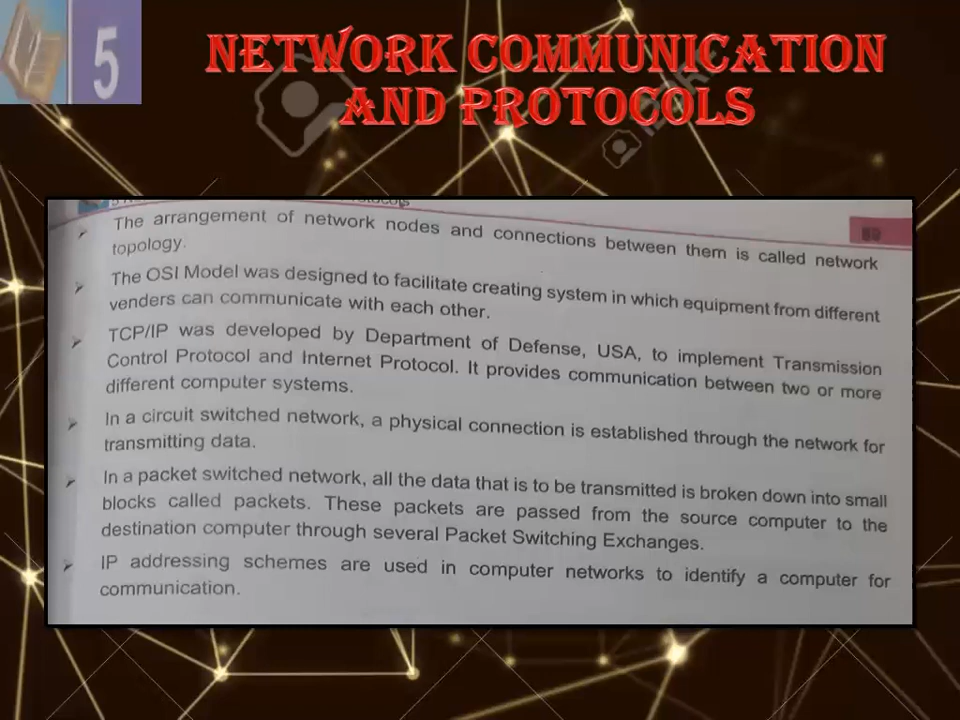 5
NETWORK COMMUNICATION
AND PROTOCOLS
The arrangement of network nodes and connections between them is called network
topology.
The OSI Model was designed to facilitate creating system in which equipment from different
venders can communicate with each other.
TCP/IP was developed by Department of Defense, USA, to implement Transmission
Control Protocol and Internet Protocol. It provides communication between two or more
different computer systems.
In a circuit switched network, a physical connection is established through the network for
transmitting data.
In a packet switched network, all the data that is to be transmitted is broken down into small
blocks called packets. These packets are passed from the source computer to the
destination computer through several Packet Switching Exchanges.
IP addressing schemes are used in computer networks to identify a computer for
communication.